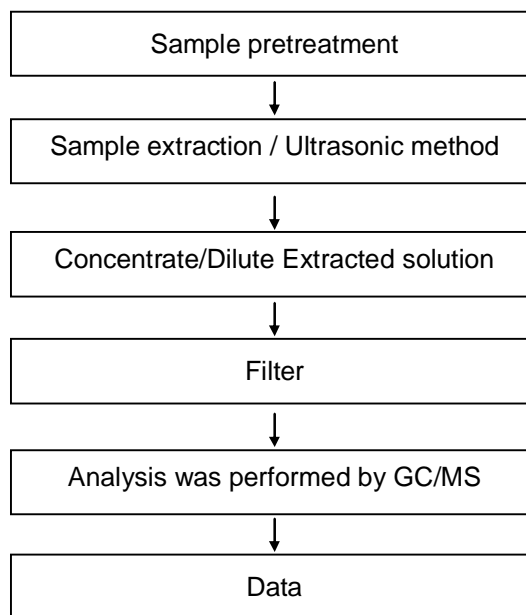 Sample pretreatment
Sample extraction / Ultrasonic method
Concentrate/Dilute Extracted solution
Filter
Analysis was performed by GC/MS
Data